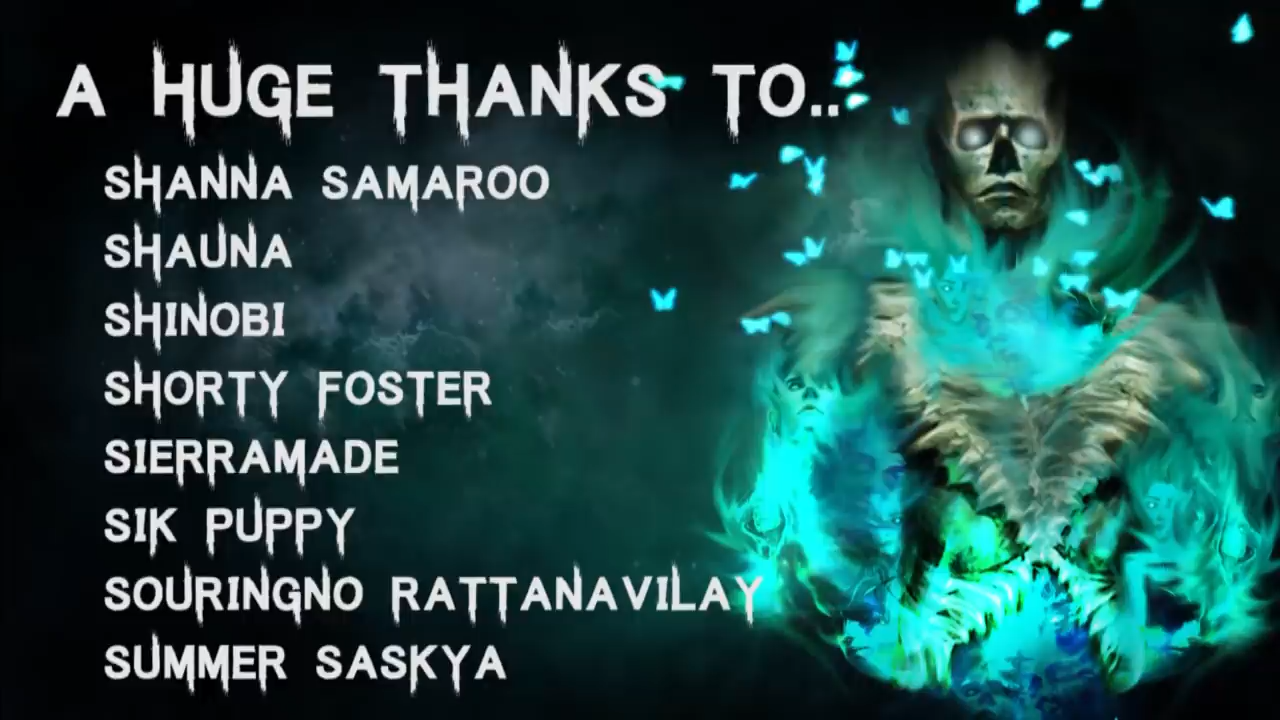 A HUGE THANKS TO..
SHANNA SAMAROO
SHAUNA
SHINOBI
SHORTY FOSTER
SIERRAMADE
SIK PUPPY
SOURINGNO RATTANAVILAY
SUMMER SASKYA